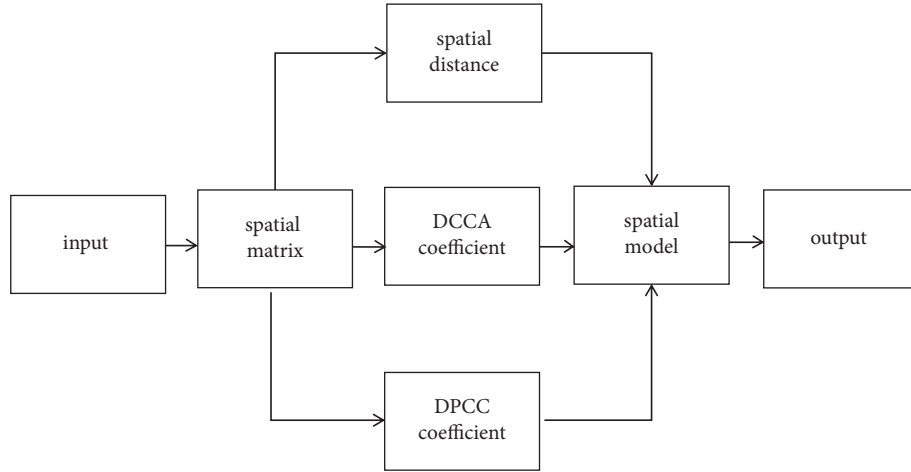 spatial
distance
input
spatial
matrix
DCCA
coefficient
spatial
model
output
DPCC
coefficient